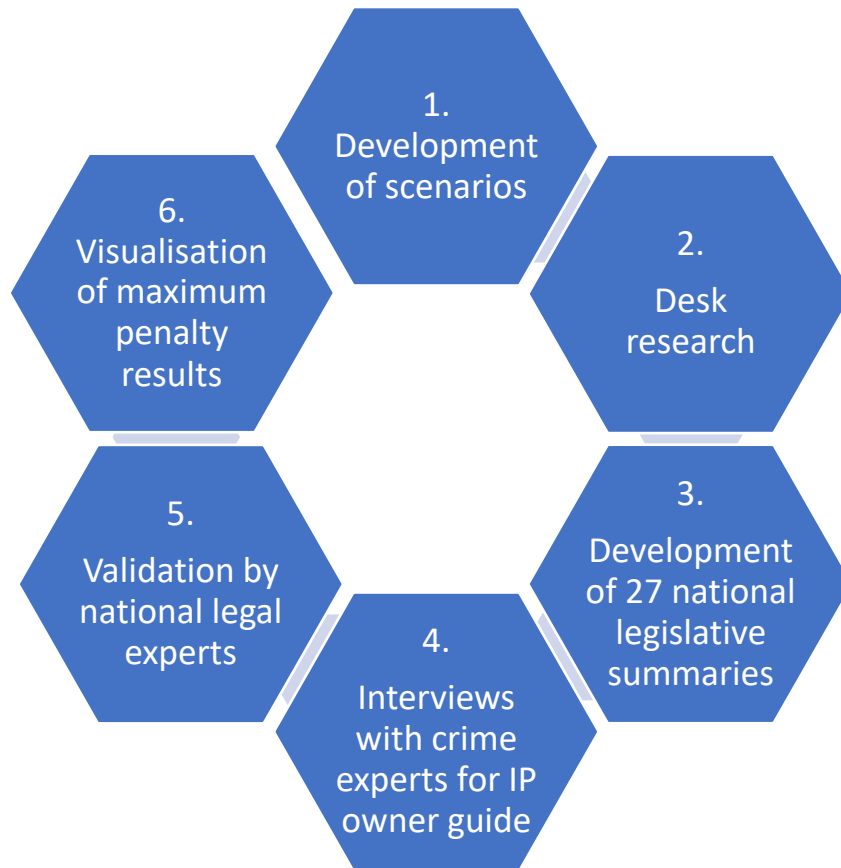 1.
Development
of scenarios
2.
Desk
research
3.
Development
of 27 national
legislative
summaries
4.
Interviews
with crime
experts for IP
owner guide
5.
Validation by
national legal
experts
6.
Visualisation
of maximum
penalty
results